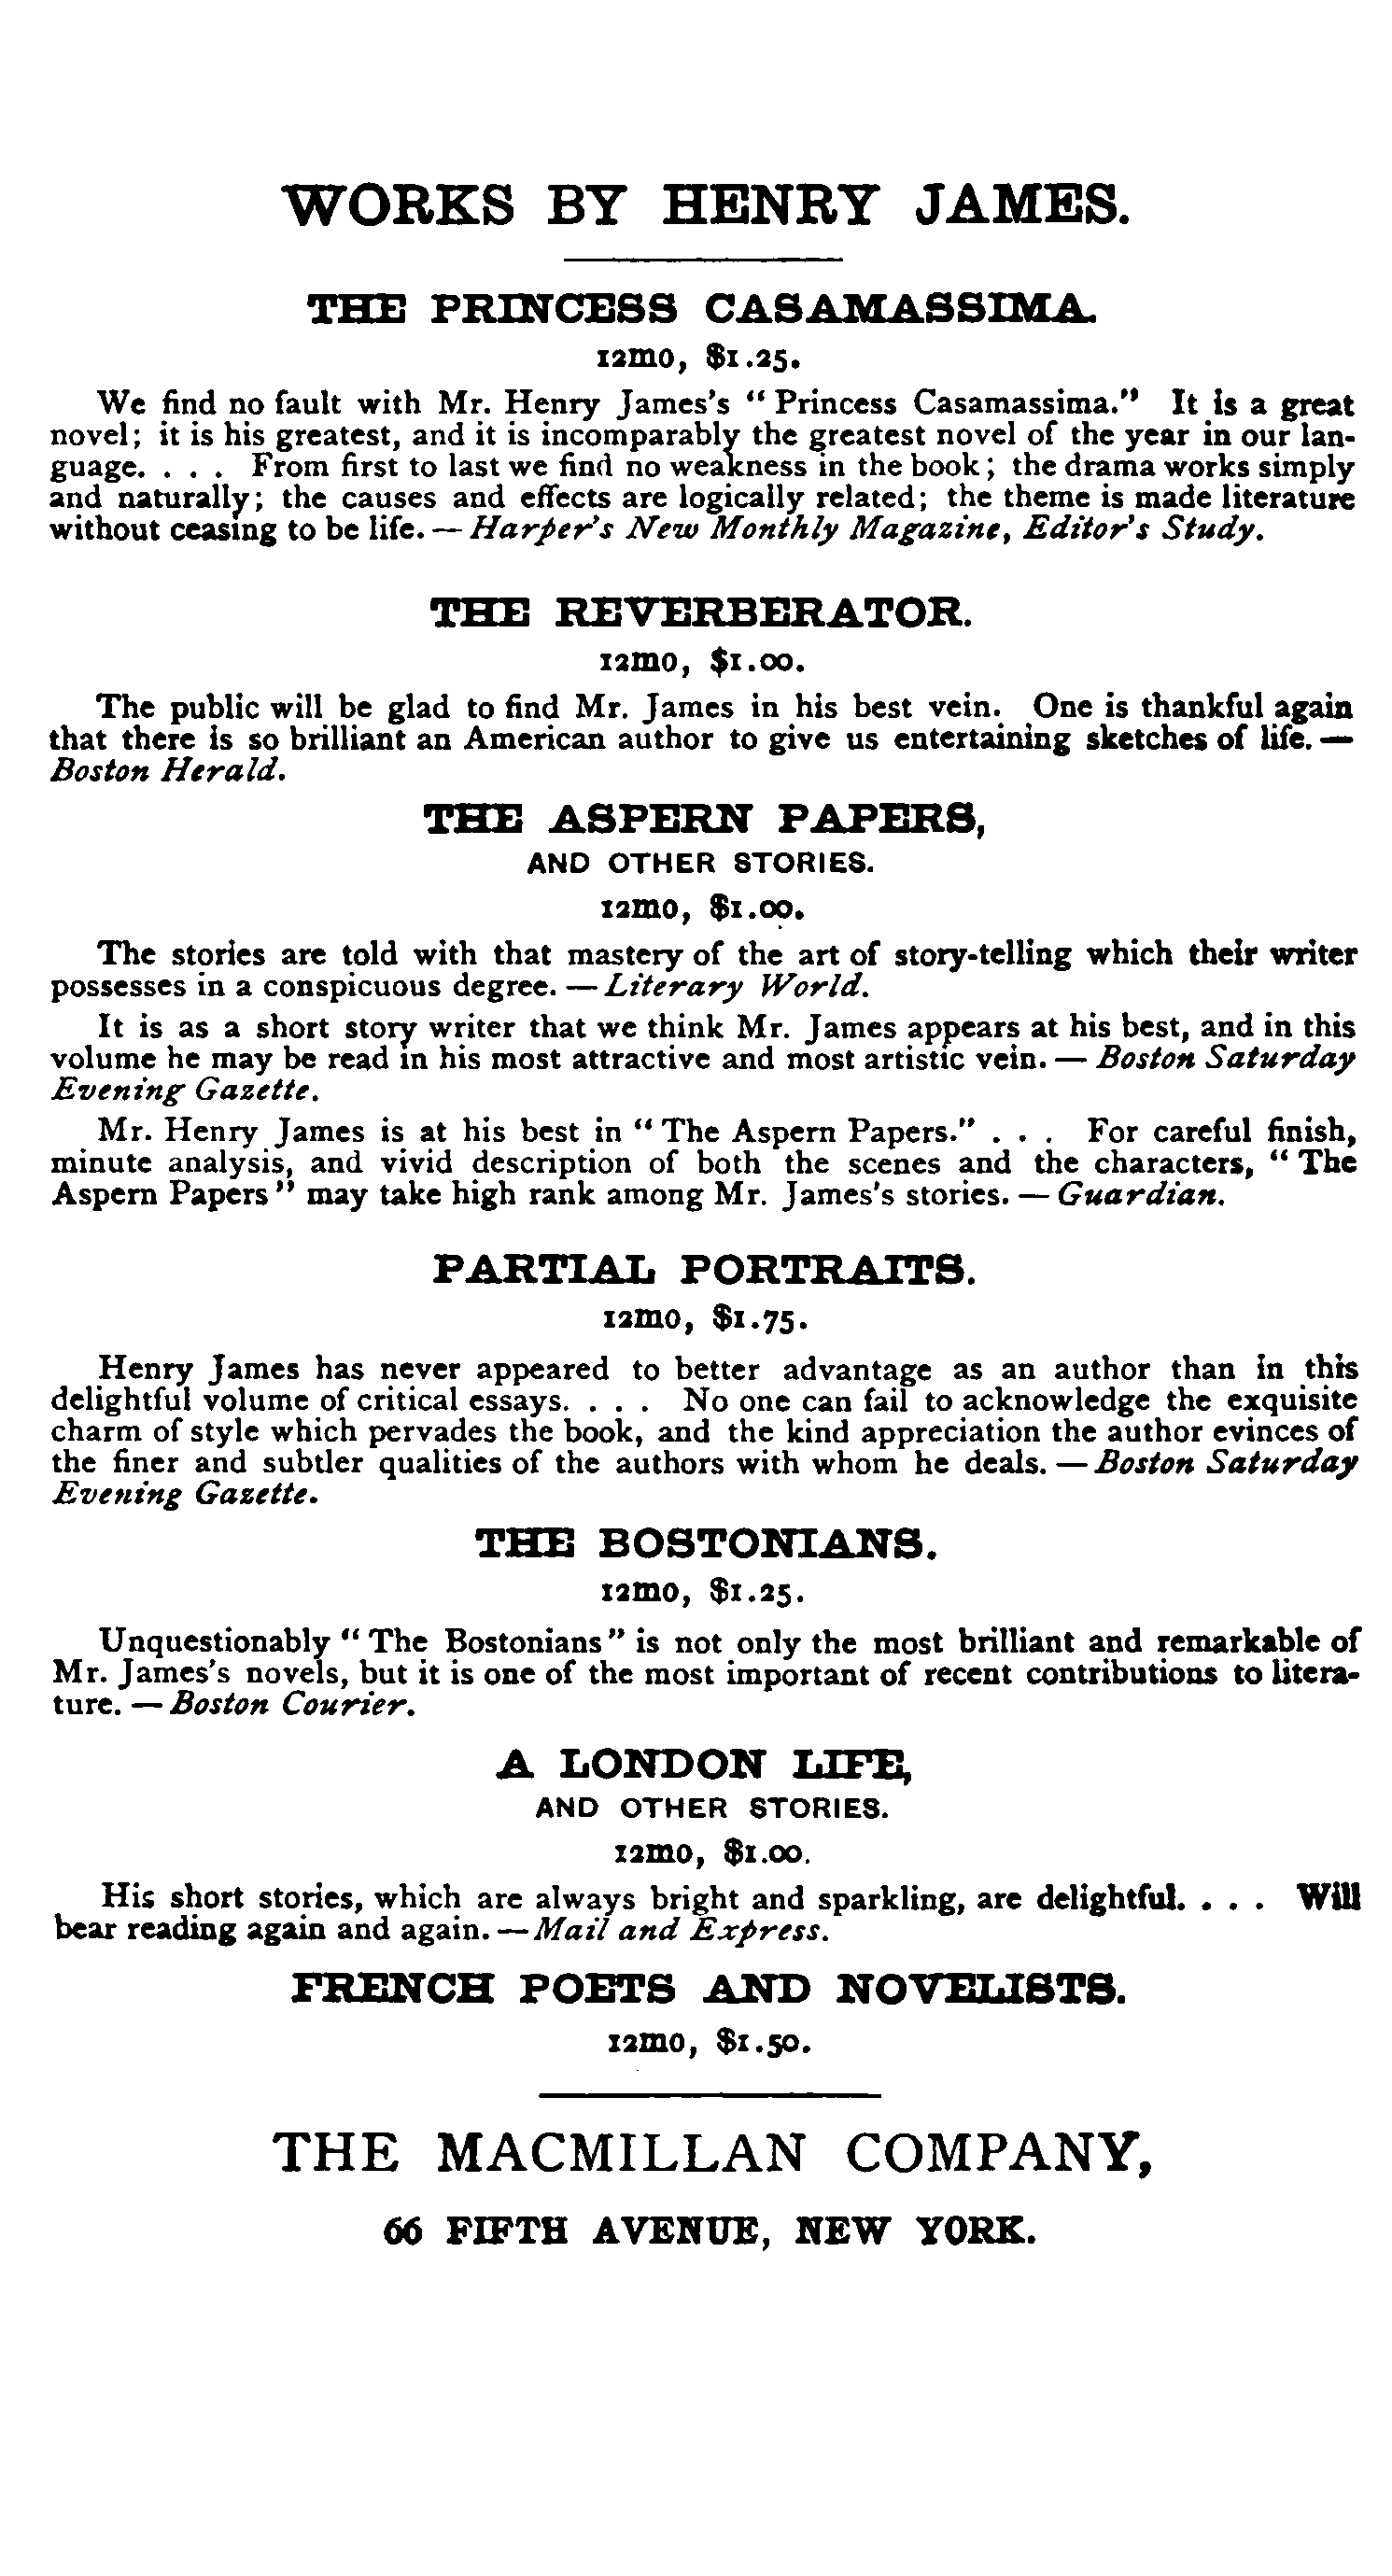 WORKS BY HENRY JAMES.
THE PRINCESS CASAMASSIMA.
12mo, $1.25.
We find no fault with Mr. Henry James's "Princess Casamassima." It is a great
novel; it is his greatest, and it is incomparably the greatest novel of the year in our lan-
guage. . . . From first to last we find no weakness in the book; the drama works simply
and naturally; the causes and effects are logically related; the theme is made literature
without ceasing to be life. — Harper's New Monthly Magazine, Editor's Study.
THE REVERBERATOR.
12mo, $1.00.
The public will be glad to find Mr. James in his best vein. One is thankful again
that there is so brilliant an American author to give us entertaining sketches of life. —
Boston Herald.
THE ASPERN PAPERS,
AND OTHER STORIES.
12mo, $1.00.
The stories are told with that mastery of the art of story-telling which their writer
possesses in a conspicuous degree. — Literary World.
It is as a short story writer that we think Mr. James appears at his best, and in this
volume he may be read in his most attractive and most artistic vein. — Boston Saturday
Evening Gazette.
Mr. Henry James is at his best in "The Aspern Papers." . . . For careful finish,
minute analysis, and vivid description of both the scenes and the characters, "The
Aspern Papers" may take high rank among Mr. James's stories. — Guardian.
PARTIAL PORTRAITS.
12mo, $1.75.
Henry James has never appeared to better advantage as an author than in this
delightful volume of critical essays. . . . No one can fail to acknowledge the exquisite
charm of style which pervades the book, and the kind appreciation the author evinces of
the finer and subtler qualities of the authors with whom he deals. — Boston Saturday
Evening Gazette.
THE BOSTONIANS.
12mo, $1.25.
Unquestionably "The Bostonians" is not only the most brilliant and remarkable of
Mr. James's novels, but it is one of the most important of recent contributions to litera-
ture. — Boston Courier.
A LONDON LIFE,
AND OTHER STORIES.
12mo, $1.00.
His short stories, which are always bright and sparkling, are delightful. . . . Will
bear reading again and again. — Mail and Express.
FRENCH POETS AND NOVELISTS.
12mo, $1.50.
THE MACMILLAN COMPANY,
66 FIFTH AVENUE, NEW YORK.